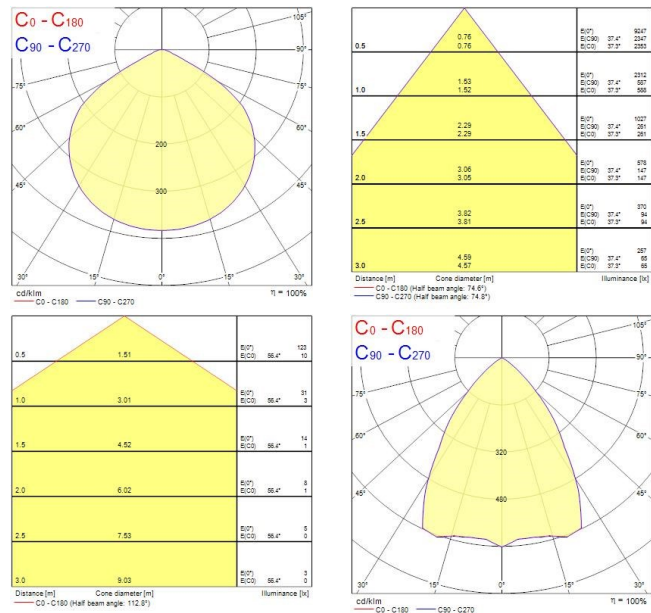 C0 - C180
C90 - C270
105°
90°
75°
60°
45°
75°
60°
45°
200
300
30° 15° 0° 15° 30°
cd/klm η = 100%
C0 - C180 C90 - C270
0.5 0.76 0.76 E(0°) 9247 E(C90) 37.4° 2347 E(C0) 37.3° 2353
1.0 1.53 1.52 E(0°) 2312 E(C90) 37.4° 587 E(C0) 37.3° 588
1.5 2.29 2.29 E(0°) 1027 E(C90) 37.4° 261 E(C0) 37.3° 261
2.0 3.06 3.05 E(0°) 578 E(C90) 37.4° 147 E(C0) 37.3° 147
2.5 3.82 3.81 E(0°) 370 E(C90) 37.4° 94 E(C0) 37.3° 94
3.0 4.59 4.57 E(0°) 257 E(C90) 37.4° 65 E(C0) 37.3° 65
Distance [m] Cone diameter [m] Illuminance [lx]
C0 - C180 (Half beam angle: 74.6°)
C90 - C270 (Half beam angle: 74.8°)
0.5 1.51 E(0°) 123 E(C0) 56.4° 10
1.0 3.01 E(0°) 31 E(C0) 56.4° 3
1.5 4.52 E(0°) 14 E(C0) 56.4° 1
2.0 6.02 E(0°) 8 E(C0) 56.4° 1
2.5 7.53 E(0°) 5 E(C0) 56.4° 0
3.0 9.03 E(0°) 3 E(C0) 56.4° 0
Distance [m] Cone diameter [m] Illuminance [lx]
C0 - C180 (Half beam angle: 112.8°)
C0 - C180
C90 - C270
105°
90°
75°
60°
45°
75°
60°
45°
320
480
30° 15° 0° 15° 30°
cd/klm η = 100%
C0 - C180 C90 - C270